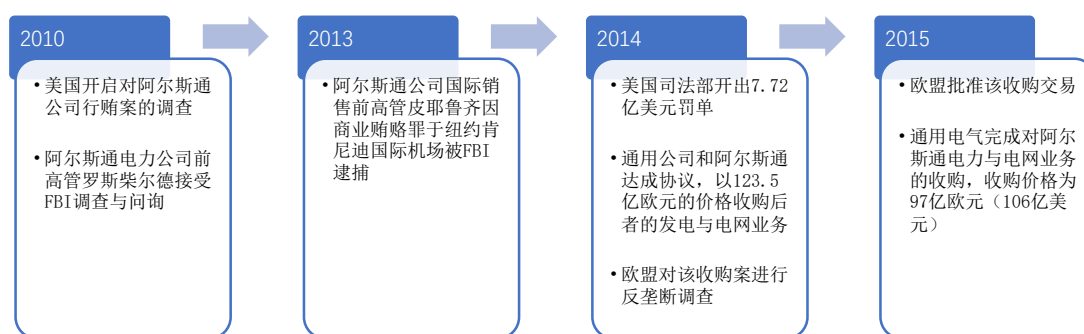 2010
• 美国开启对阿尔斯通
公司行贿案的调查
• 阿尔斯通电力公司前
高管罗斯柴尔德接受
FBI调查与问询
2013
• 阿尔斯通公司国际销
售前高管皮耶鲁齐因
商业贿赂罪于纽约肯
尼迪国际机场被FBI
逮捕
2014
• 美国司法部开出7.72
亿美元罚单
• 通用公司和阿尔斯通
达成协议，以123.5
亿欧元的价格收购后
者的发电与电网业务
• 欧盟对该收购案进行
反垄断调查
2015
• 欧盟批准该收购交易
• 通用电气完成对阿尔
斯通电力与电网业务
的收购，收购价格为
97亿欧元（106亿美
元）